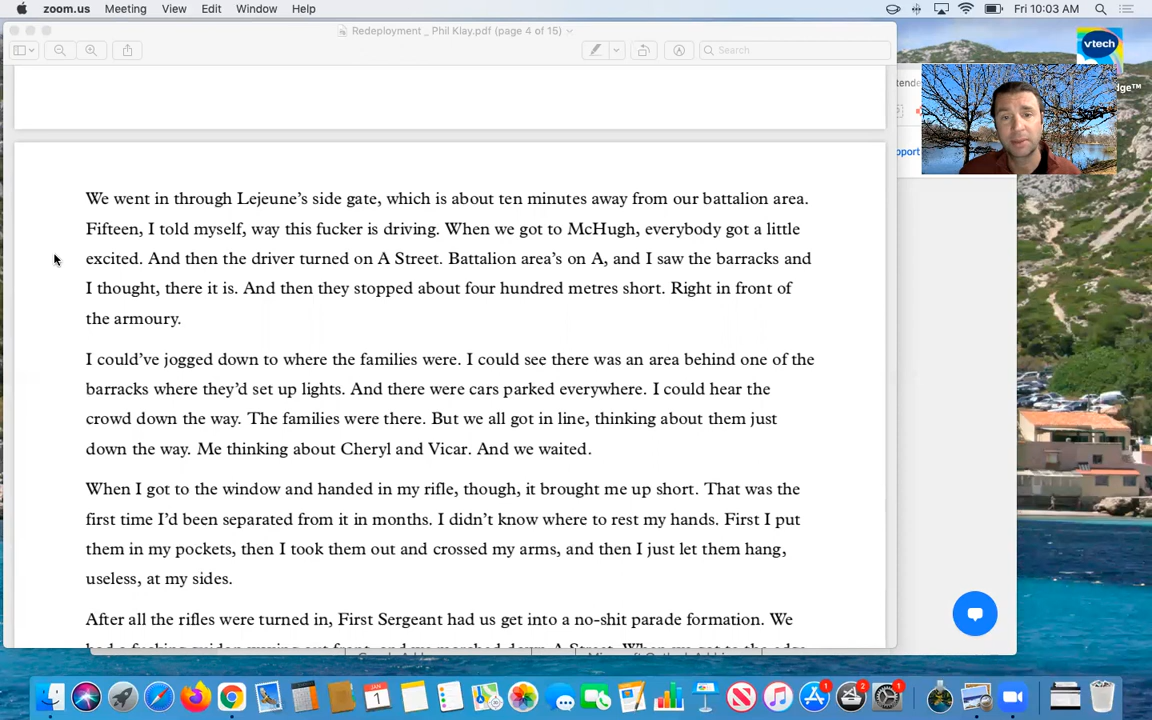 zoom.us Meeting View Edit Window Help Fri 10:03 AM
Redeployment _ Phil Klay.pdf (page 4 of 15)
Search
vtech
dge™
tende
pport
We went in through Lejeune's side gate, which is about ten minutes away from our battalion area.
Fifteen, I told myself, way this fucker is driving. When we got to McHugh, everybody got a little
excited. And then the driver turned on A Street. Battalion area's on A, and I saw the barracks and
I thought, there it is. And then they stopped about four hundred metres short. Right in front of
the armoury.
I could've jogged down to where the families were. I could see there was an area behind one of the
barracks where they'd set up lights. And there were cars parked everywhere. I could hear the
crowd down the way. The families were there. But we all got in line, thinking about them just
down the way. Me thinking about Cheryl and Vicar. And we waited.
When I got to the window and handed in my rifle, though, it brought me up short. That was the
first time I'd been separated from it in months. I didn't know where to rest my hands. First I put
them in my pockets, then I took them out and crossed my arms, and then I just let them hang,
useless, at my sides.
After all the rifles were turned in, First Sergeant had us get into a no-shit parade formation. We
JAN
1
1
2
1